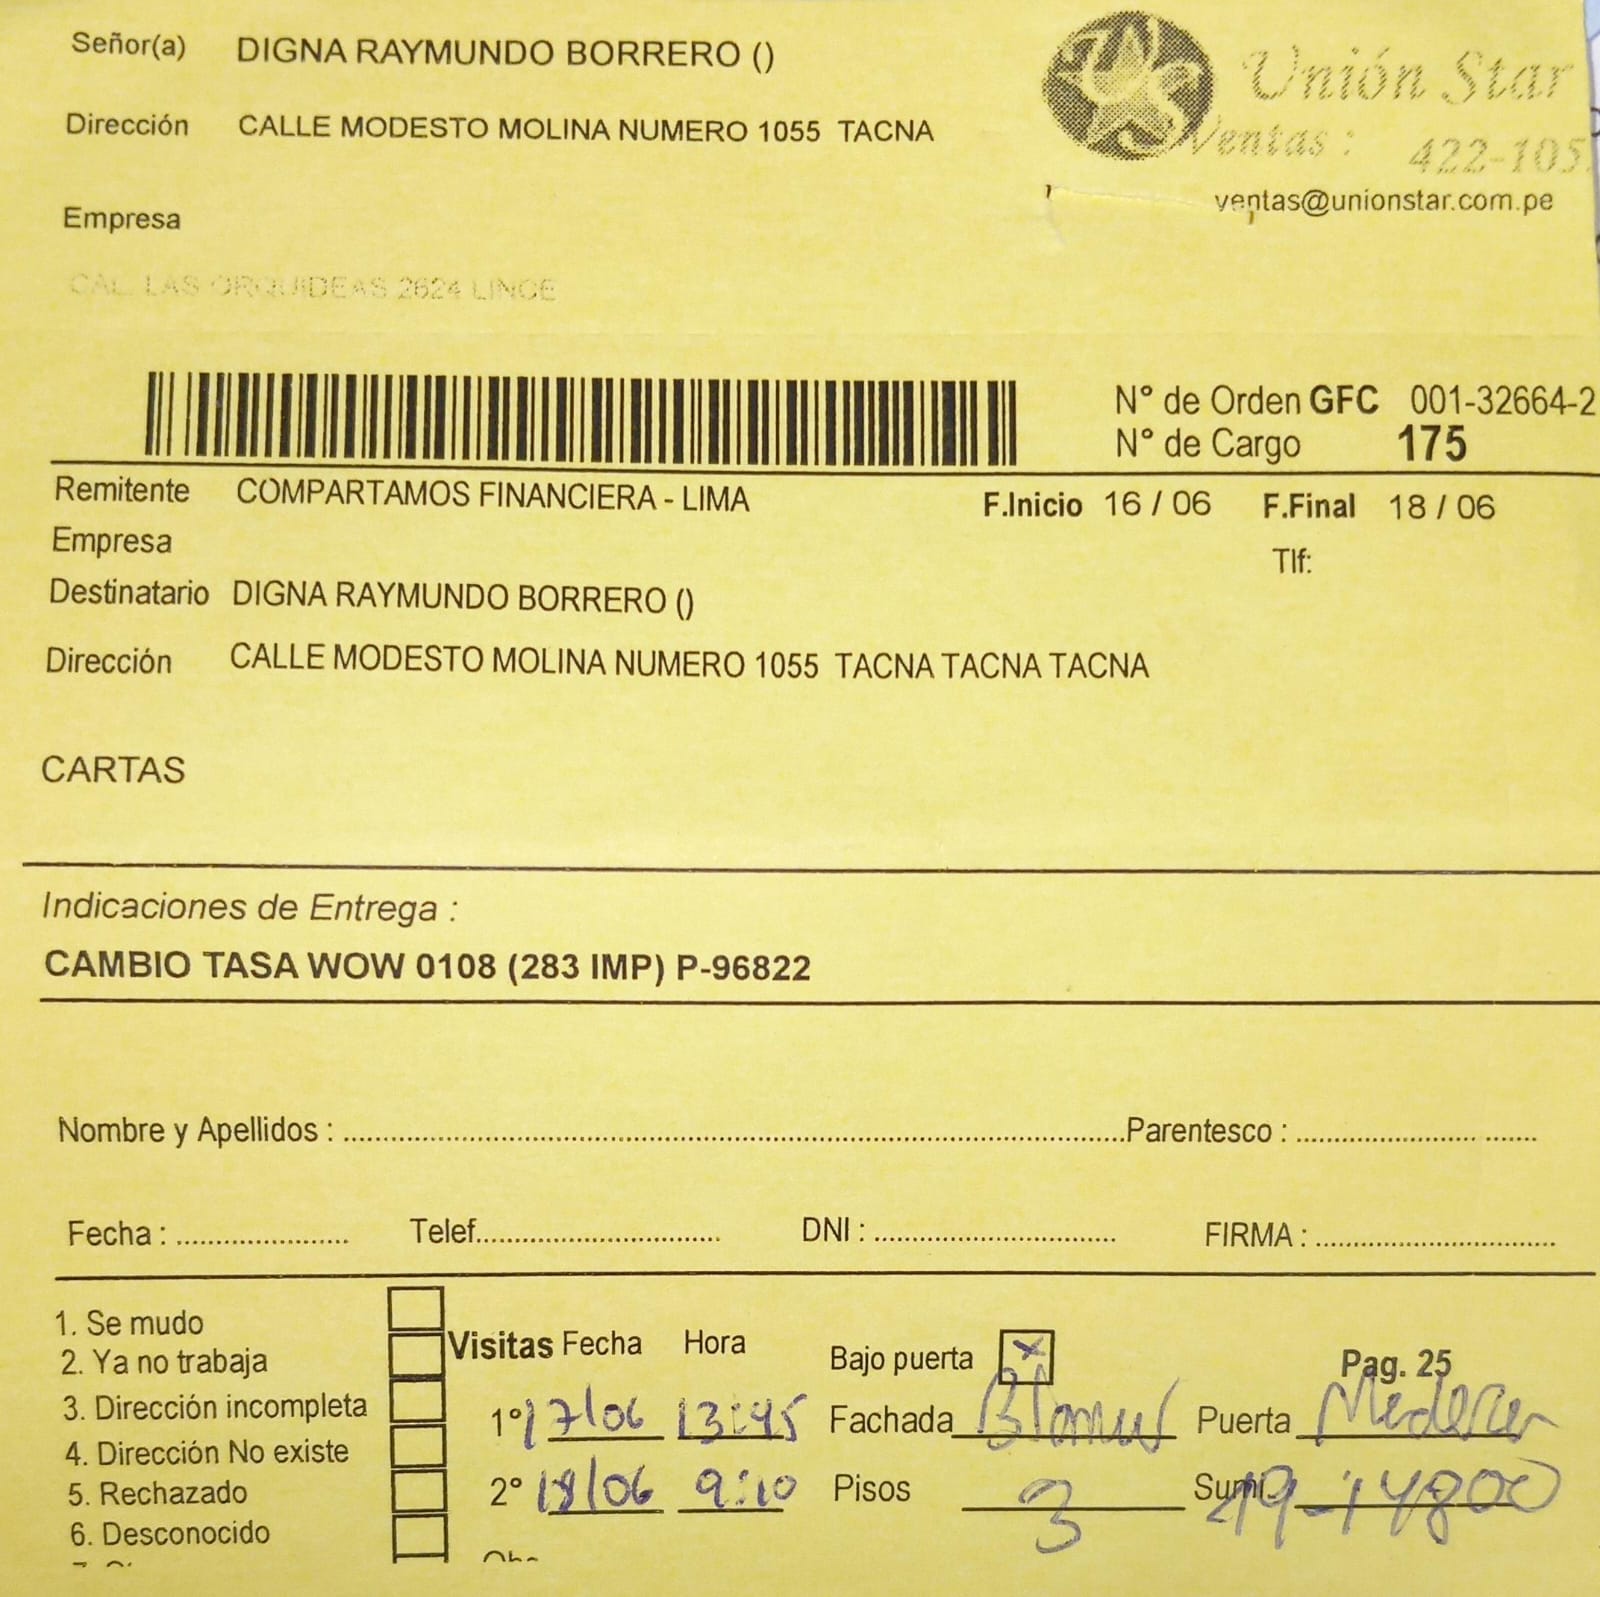 Señor(a) DIGNA RAYMUNDO BORRERO ()
Unión Star
Dirección CALLE MODESTO MOLINA NUMERO 1055 TACNA
Ventas : 422-105
ventas@unionstar.com.pe
Empresa
CAL. LAS ORQUIDEAS 2624 LINCE
N° de Orden GFC 001-32664-2
N° de Cargo 175
Remitente COMPARTAMOS FINANCIERA - LIMA F.Inicio 16 / 06 F.Final 18 / 06
Empresa Tlf:
Destinatario DIGNA RAYMUNDO BORRERO ()
Dirección CALLE MODESTO MOLINA NUMERO 1055 TACNA TACNA TACNA
CARTAS
Indicaciones de Entrega :
CAMBIO TASA WOW 0108 (283 IMP) P-96822
Nombre y Apellidos : Parentesco :
Fecha : Telef. DNI : FIRMA :
1. Se mudo
2. Ya no trabaja
3. Dirección incompleta
4. Dirección No existe
5. Rechazado
6. Desconocido
Visitas Fecha Hora
1° 17/06 13:45
2° 18/06 9:10
Bajo puerta X Pag. 25
Fachada Puerta
Pisos 3 Sumi.